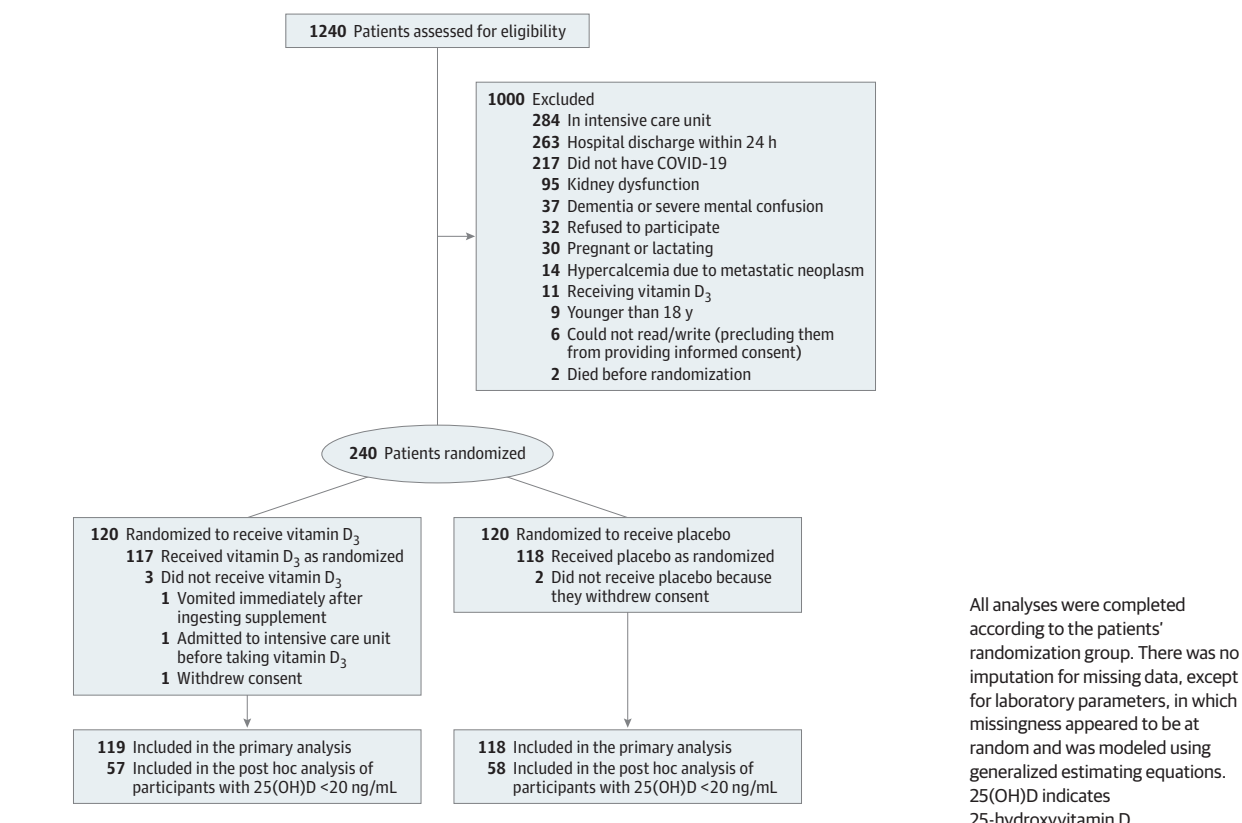 1240 Patients assessed for eligibility
1000 Excluded
284 In intensive care unit
263 Hospital discharge within 24 h
217 Did not have COVID-19
95 Kidney dysfunction
37 Dementia or severe mental confusion
32 Refused to participate
30 Pregnant or lactating
14 Hypercalcemia due to metastatic neoplasm
11 Receiving vitamin D3
9 Younger than 18 y
6 Could not read/write (precluding them
from providing informed consent)
2 Died before randomization
240 Patients randomized
120 Randomized to receive vitamin D3
117 Received vitamin D3 as randomized
3 Did not receive vitamin D3
1 Vomited immediately after
ingesting supplement
1 Admitted to intensive care unit
before taking vitamin D3
1 Withdrew consent
120 Randomized to receive placebo
118 Received placebo as randomized
2 Did not receive placebo because
they withdrew consent
119 Included in the primary analysis
57 Included in the post hoc analysis of
participants with 25(OH)D <20 ng/mL
118 Included in the primary analysis
58 Included in the post hoc analysis of
participants with 25(OH)D <20 ng/mL
All analyses were completed
according to the patients’
randomization group. There was no
imputation for missing data, except
for laboratory parameters, in which
missingness appeared to be at
random and was modeled using
generalized estimating equations.
25(OH)D indicates
25-hydroxyvitamin D